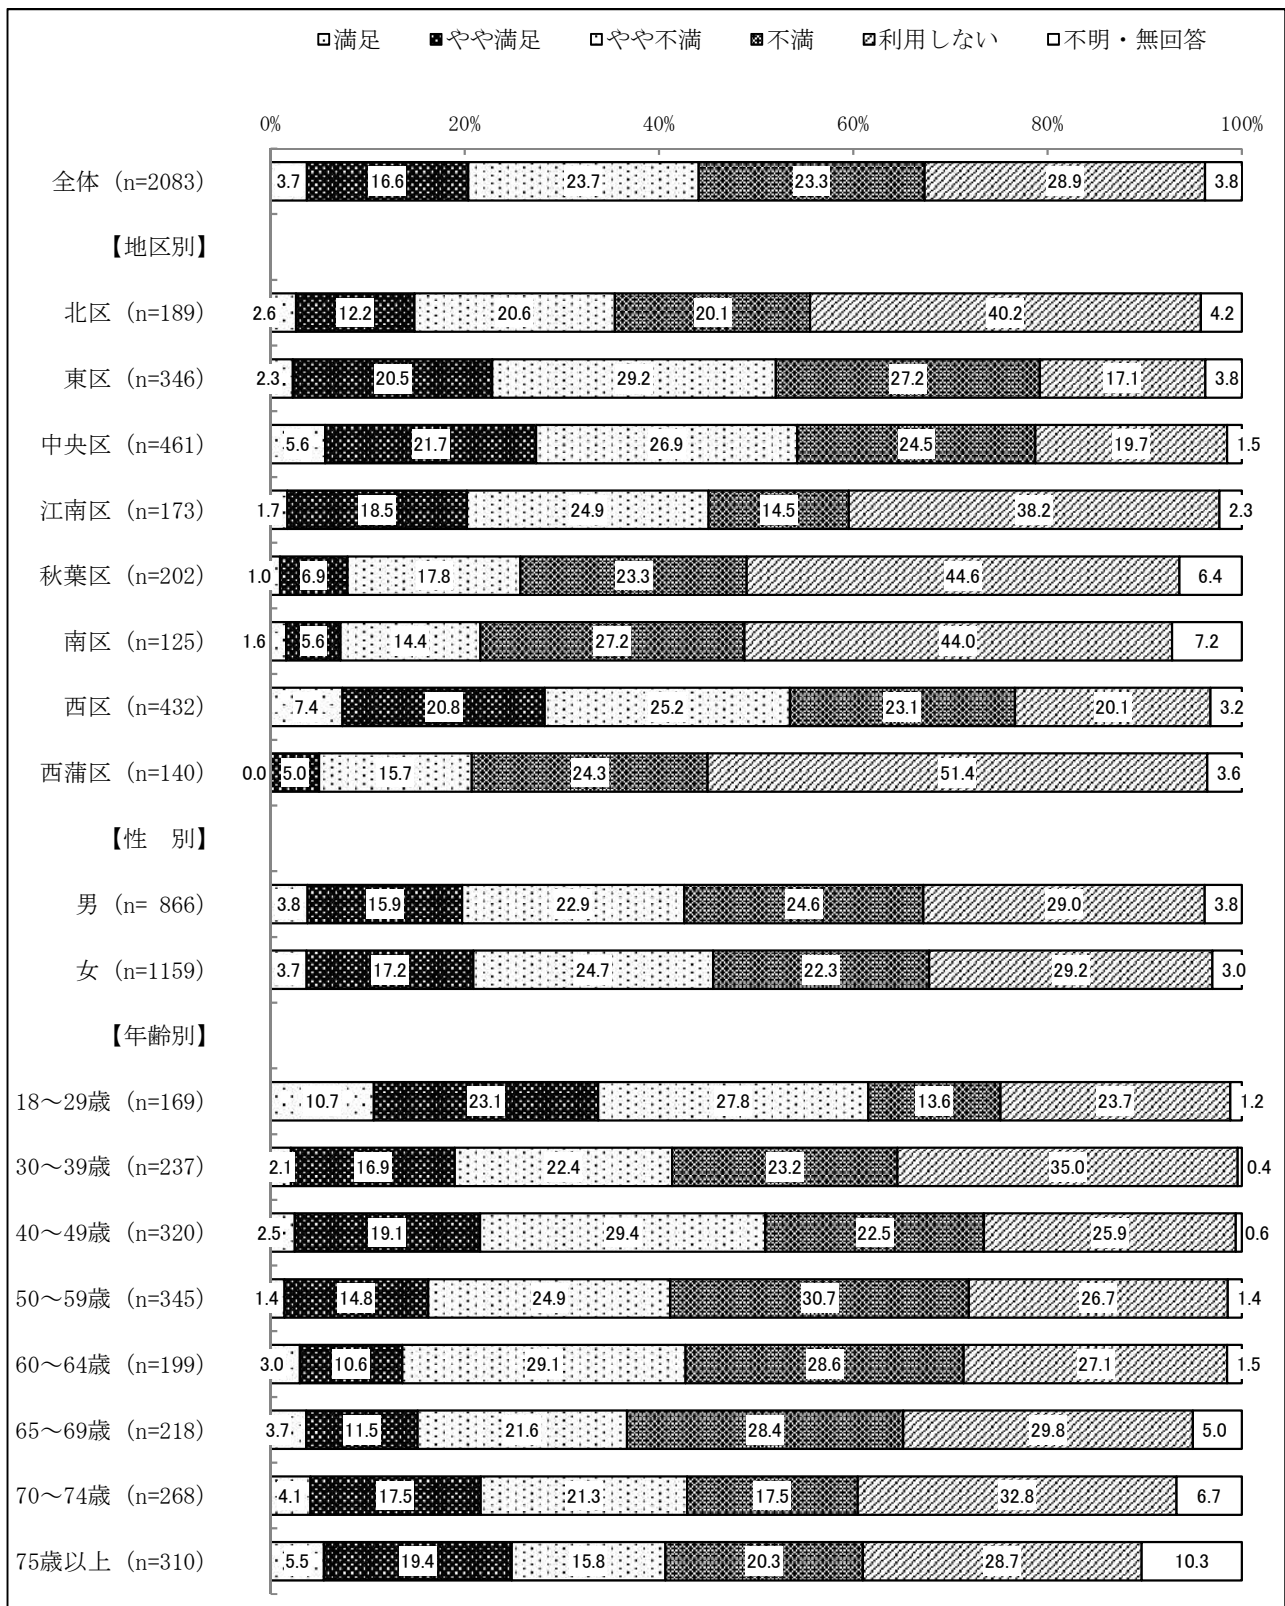 満足 やや満足 やや不満 不満 利用しない 不明・無回答
0% 20% 40% 60% 80% 100%
全体 (n=2083) 3.7 16.6 23.7 23.3 28.9 3.8
【地区別】
北区 (n=189) 2.6 12.2 20.6 20.1 40.2 4.2
東区 (n=346) 2.3 20.5 29.2 27.2 17.1 3.8
中央区 (n=461) 5.6 21.7 26.9 24.5 19.7 1.5
江南区 (n=173) 1.7 18.5 24.9 14.5 38.2 2.3
秋葉区 (n=202) 1.0 6.9 17.8 23.3 44.6 6.4
南区 (n=125) 1.6 5.6 14.4 27.2 44.0 7.2
西区 (n=432) 7.4 20.8 25.2 23.1 20.1 3.2
西蒲区 (n=140) 0.0 5.0 15.7 24.3 51.4 3.6
【性　別】
男 (n= 866) 3.8 15.9 22.9 24.6 29.0 3.8
女 (n=1159) 3.7 17.2 24.7 22.3 29.2 3.0
【年齢別】
18～29歳 (n=169) 10.7 23.1 27.8 13.6 23.7 1.2
30～39歳 (n=237) 2.1 16.9 22.4 23.2 35.0 0.4
40～49歳 (n=320) 2.5 19.1 29.4 22.5 25.9 0.6
50～59歳 (n=345) 1.4 14.8 24.9 30.7 26.7 1.4
60～64歳 (n=199) 3.0 10.6 29.1 28.6 27.1 1.5
65～69歳 (n=218) 3.7 11.5 21.6 28.4 29.8 5.0
70～74歳 (n=268) 4.1 17.5 21.3 17.5 32.8 6.7
75歳以上 (n=310) 5.5 19.4 15.8 20.3 28.7 10.3